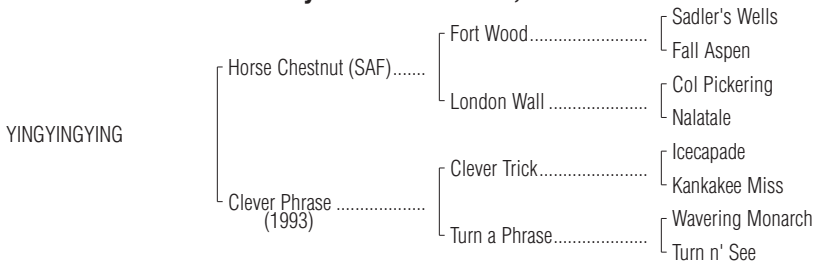 Sadler's Wells
Fort Wood..........................
Fall Aspen
Horse Chestnut (SAF).......
Col Pickering
London Wall ......................
Nalatale
YINGYINGYING
Icecapade
Clever Trick........................
Kankakee Miss
Clever Phrase ....................
(1993)
Wavering Monarch
Turn a Phrase.....................
Turn n' See